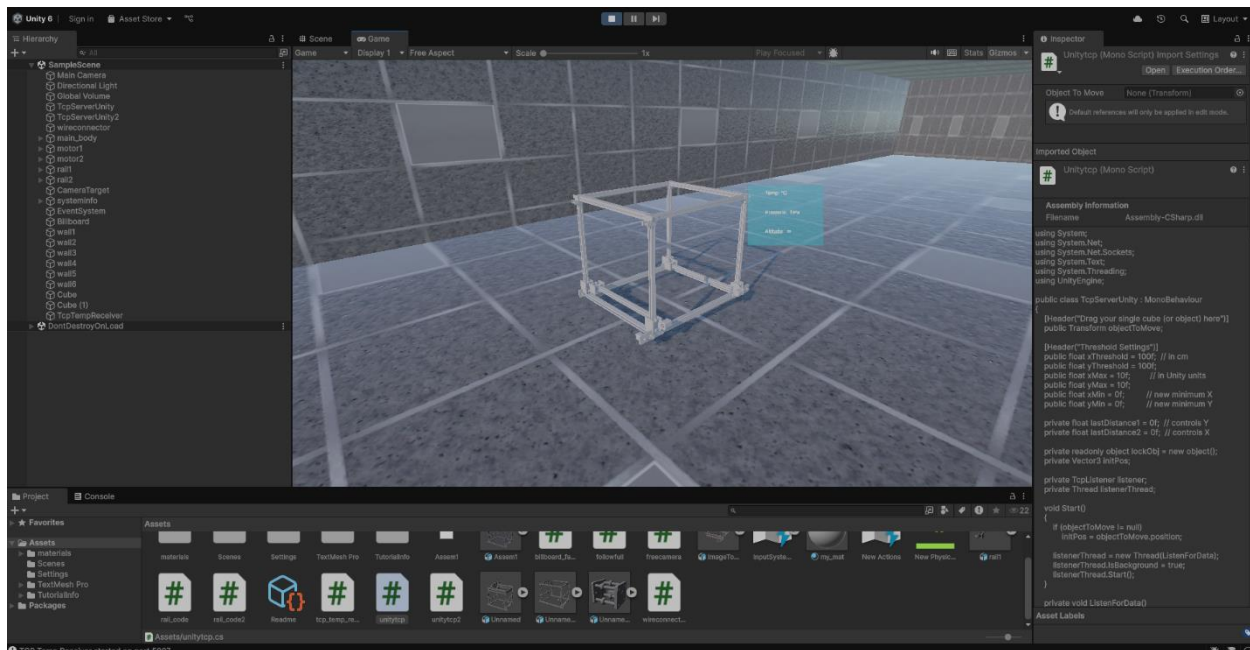 Unity 6
Sign in
Asset Store
Layout
Hierarchy
All
SampleScene
Main Camera
Directional Light
Global Volume
TcpServerUnity
TcpServerUnity2
wireconnector
main_body
motor1
motor2
rail1
rail2
CameraTarget
systeminfo
EventSystem
Billboard
wall1
wall2
wall3
wall4
wall5
wall6
Cube
Cube (1)
TcpTempReceiver
DontDestroyOnLoad
Scene
Game
Game
Display 1
Free Aspect
Scale
1x
Play Focused
Stats
Gizmos
Inspector
Unitytcp (Mono Script) Import Settings
Open
Execution Order...
Object To Move
None (Transform)
Default references will only be applied in edit mode.
Imported Object
Unitytcp (Mono Script)
Assembly Information
Filename
Assembly-CSharp.dll
using System;
using System.Net;
using System.Net.Sockets;
using System.Text;
using System.Threading;
using UnityEngine;
public class TcpServerUnity : MonoBehaviour
{
[Header("Drag your single cube (or object) here")]
public Transform objectToMove;
[Header("Threshold Settings")]
public float xThreshold = 100f; // in cm
public float yThreshold = 100f;
public float xMax = 10f; // in Unity units
public float yMax = 10f;
public float xMin = 0f; // new minimum X
public float yMin = 0f; // new minimum Y
private float lastDistance1 = 0f; // controls Y
private float lastDistance2 = 0f; // controls X
private readonly object lockObj = new object();
private Vector3 initPos;
private TcpListener listener;
private Thread listenerThread;
void Start()
{
if (objectToMove != null)
initPos = objectToMove.position;
listenerThread = new Thread(ListenForData);
listenerThread.IsBackground = true;
listenerThread.Start();
}
private void ListenForData()
Asset Labels
Project
Console
22
Favorites
Assets
materials
Scenes
Settings
TextMesh Pro
TutorialInfo
Packages
Assets
materials
Scenes
Settings
TextMesh Pro
TutorialInfo
Assem1
Assem1
billboard_fa...
followfull
freecamera
imageTo...
InputSyste...
my_mat
New Actions
New Physic...
rail1
rail_code
rail_code2
Readme
tcp_temp_re...
unitytcp
unitytcp2
Unnamed
Unname...
Unname...
wireconnect...
Assets/unitytcp.cs